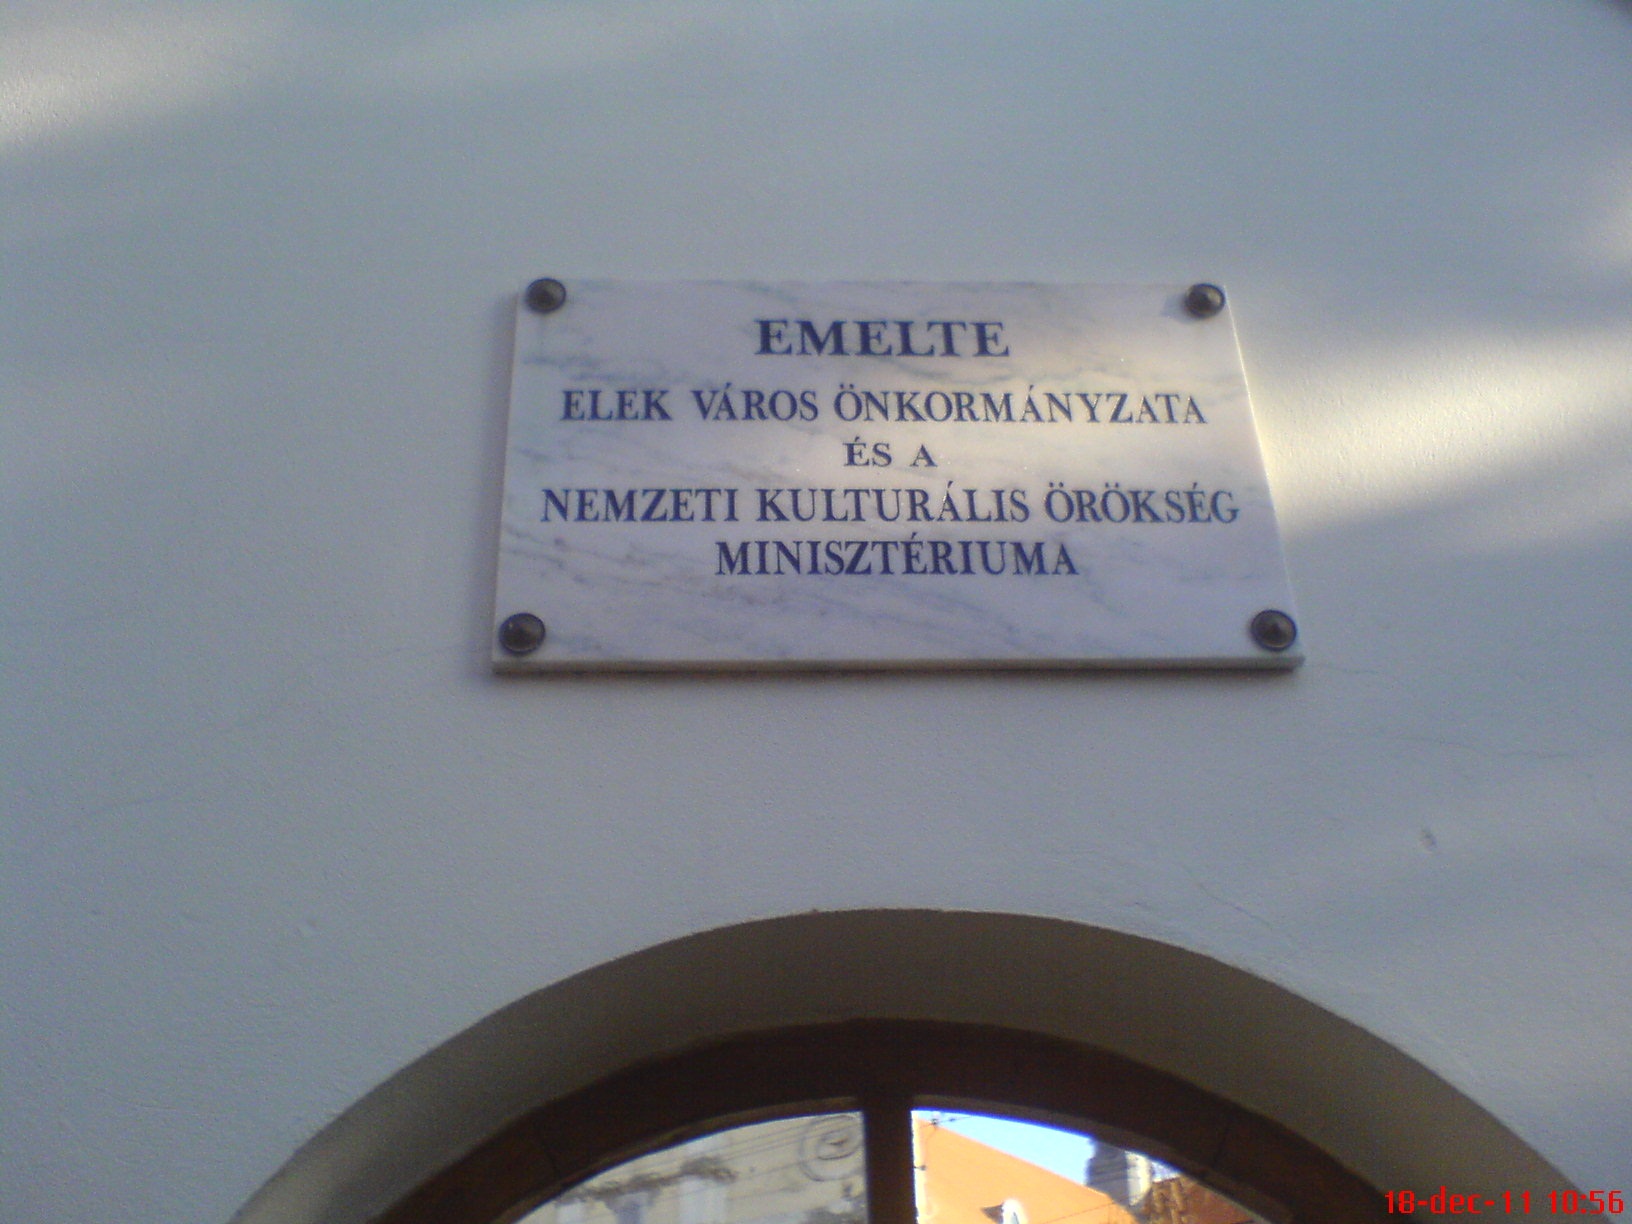 EMELTE
ELEK VÁROS ÖNKORMÁNYZATA
ÉS A
NEMZETI KULTURÁLIS ÖRÖKSÉG
MINISZTÉRIUMA
18-dec-11 10:56